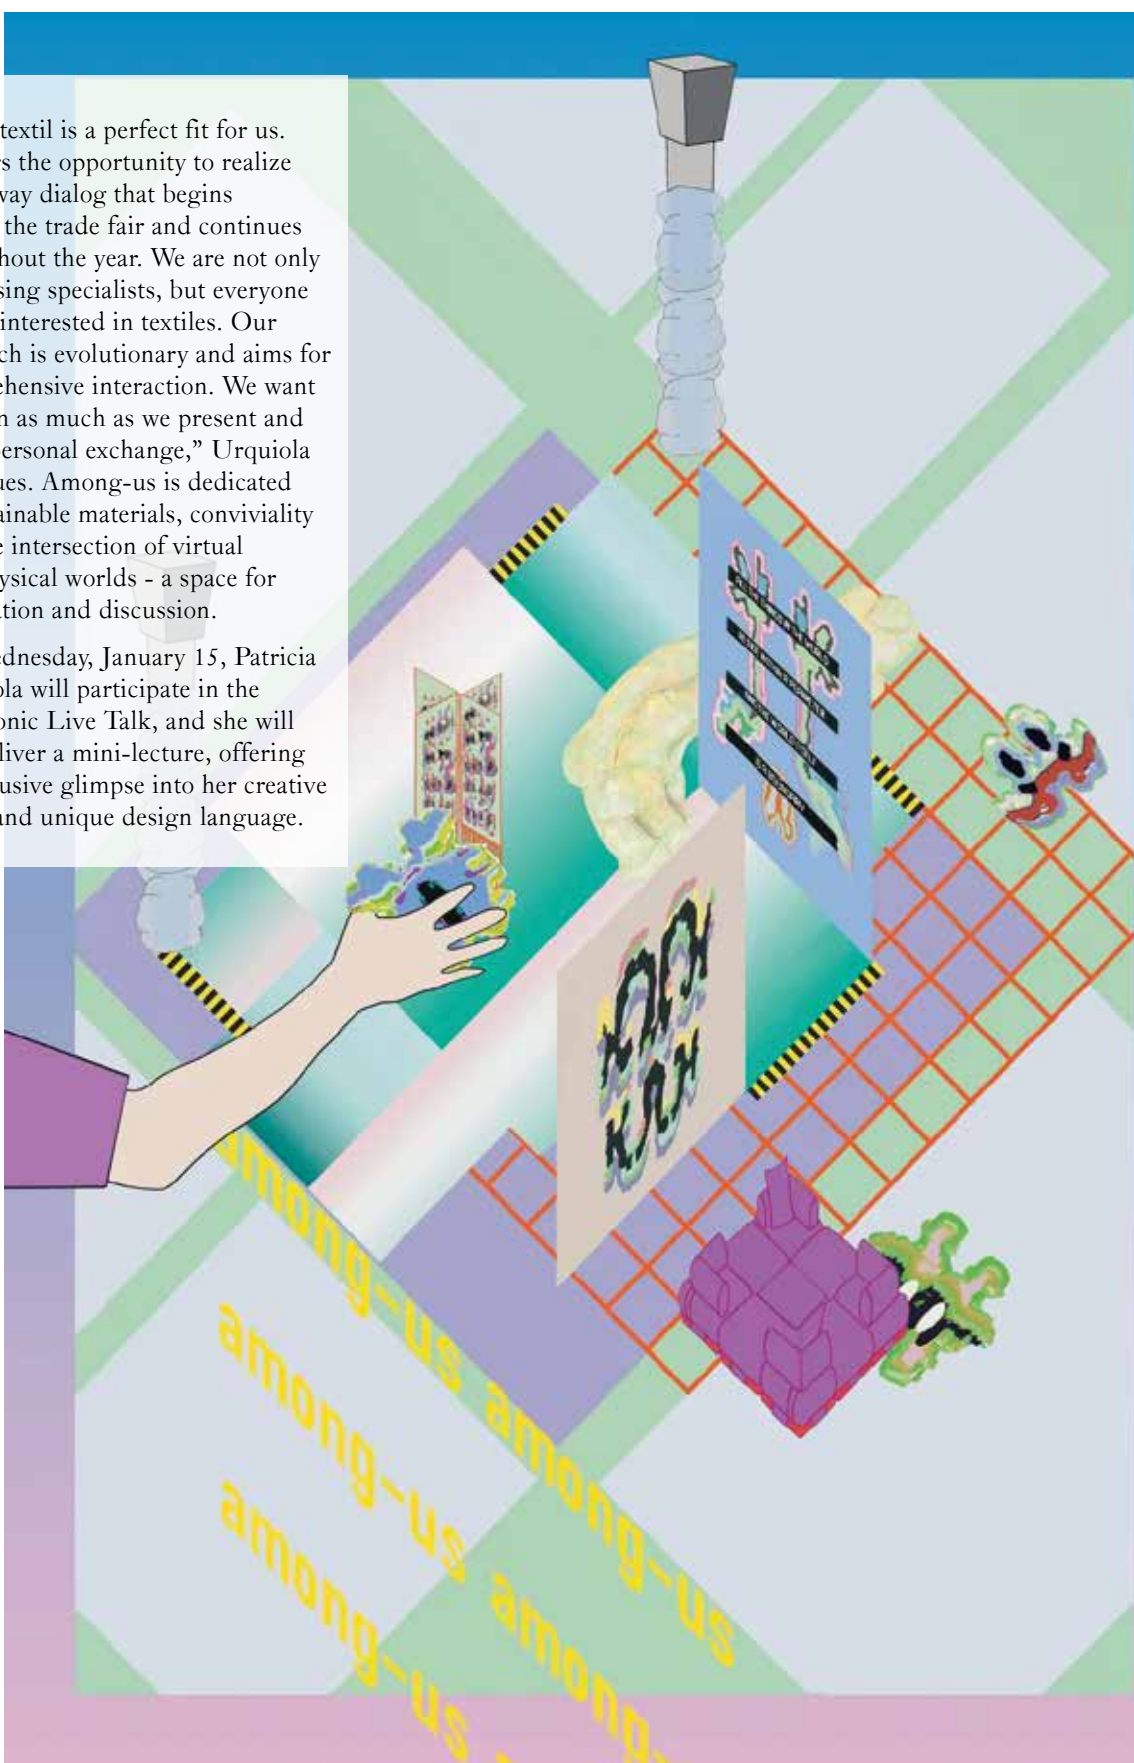 textil is a perfect fit for us.
rs the opportunity to realize
way dialog that begins
the trade fair and continues
hout the year. We are not only
sing specialists, but everyone
interested in textiles. Our
ch is evolutionary and aims for
ehensive interaction. We want
n as much as we present and
ersonal exchange,” Urquiola
ues. Among-us is dedicated
ainable materials, conviviality
e intersection of virtual
ysical worlds - a space for
ation and discussion.
ednesday, January 15, Patricia
ola will participate in the
onic Live Talk, and she will
liver a mini-lecture, offering
usive glimpse into her creative
and unique design language.
among-us among-us
among-us among-
among-us